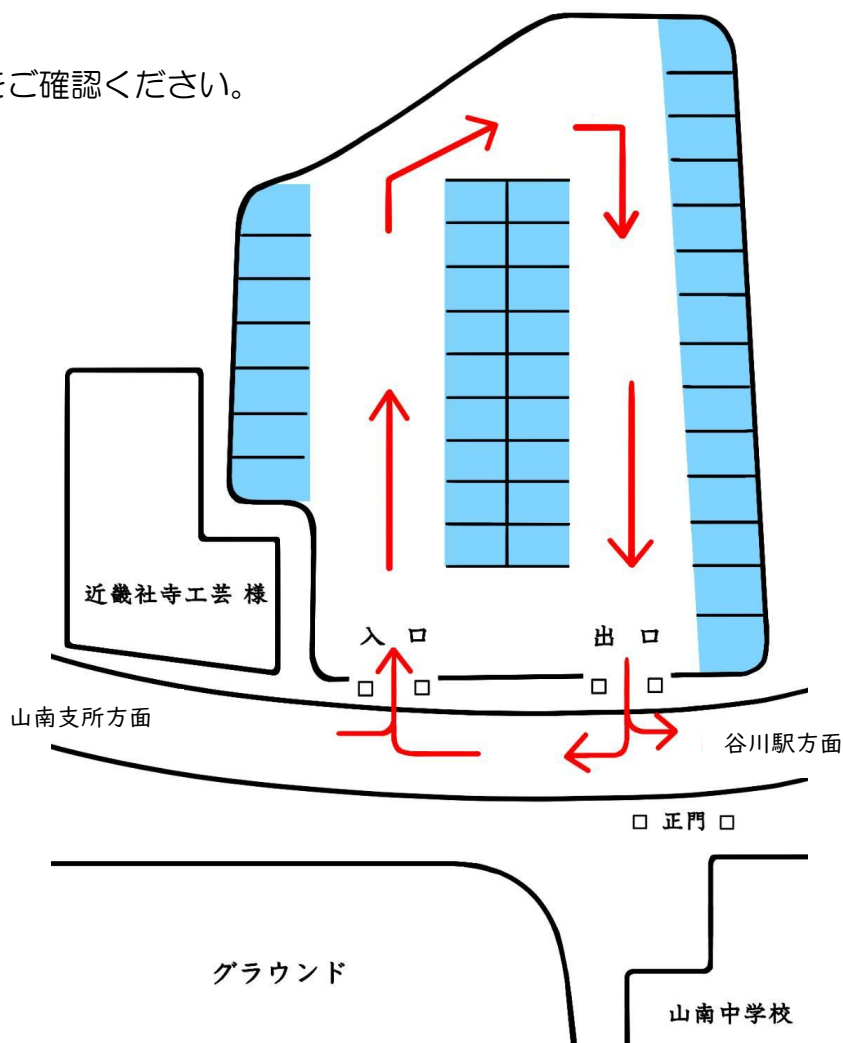 をご確認ください。
近畿社寺工芸 様
入 口
出 口
山南支所方面
谷川駅方面
□ 正門 □
グラウンド
山南中学校